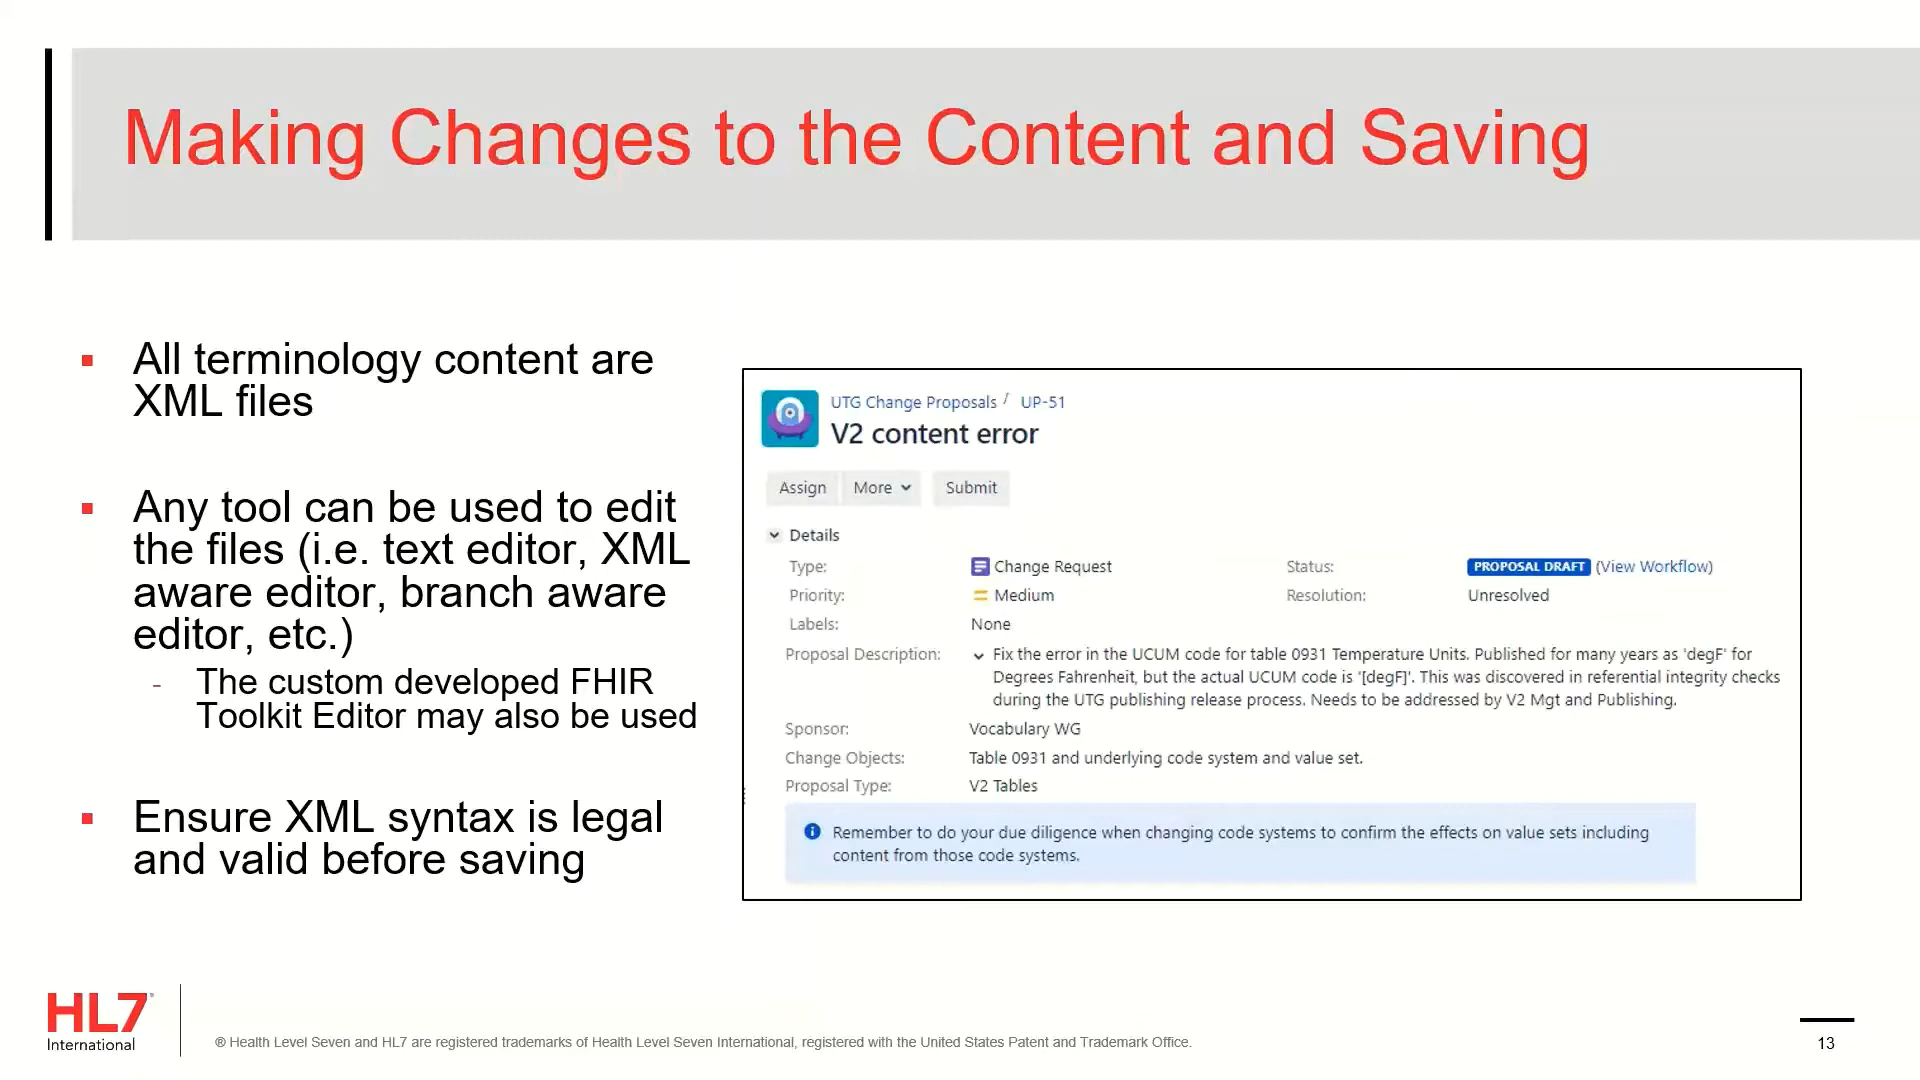 Making Changes to the Content and Saving
▪ All terminology content are
XML files
▪ Any tool can be used to edit
the files (i.e. text editor, XML
aware editor, branch aware
editor, etc.)
- The custom developed FHIR
Toolkit Editor may also be used
▪ Ensure XML syntax is legal
and valid before saving
UTG Change Proposals / UP-51
V2 content error
Assign More Submit
Details
Type: Change Request Status: PROPOSAL DRAFT (View Workflow)
Priority: Medium Resolution: Unresolved
Labels: None
Proposal Description: Fix the error in the UCUM code for table 0931 Temperature Units. Published for many years as 'degF' for
Degrees Fahrenheit, but the actual UCUM code is '[degF]'. This was discovered in referential integrity checks
during the UTG publishing release process. Needs to be addressed by V2 Mgt and Publishing.
Sponsor: Vocabulary WG
Change Objects: Table 0931 and underlying code system and value set.
Proposal Type: V2 Tables
Remember to do your due diligence when changing code systems to confirm the effects on value sets including
content from those code systems.
HL7
International
® Health Level Seven and HL7 are registered trademarks of Health Level Seven International, registered with the United States Patent and Trademark Office.
13